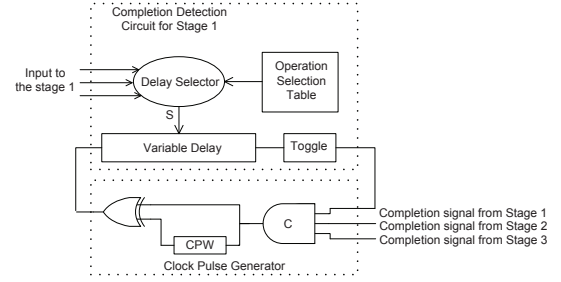 Completion Detection
Circuit for Stage 1
Input to
the stage 1
Delay Selector
Operation
Selection
Table
S
Variable Delay
Toggle
C
CPW
Completion signal from Stage 1
Completion signal from Stage 2
Completion signal from Stage 3
Clock Pulse Generator